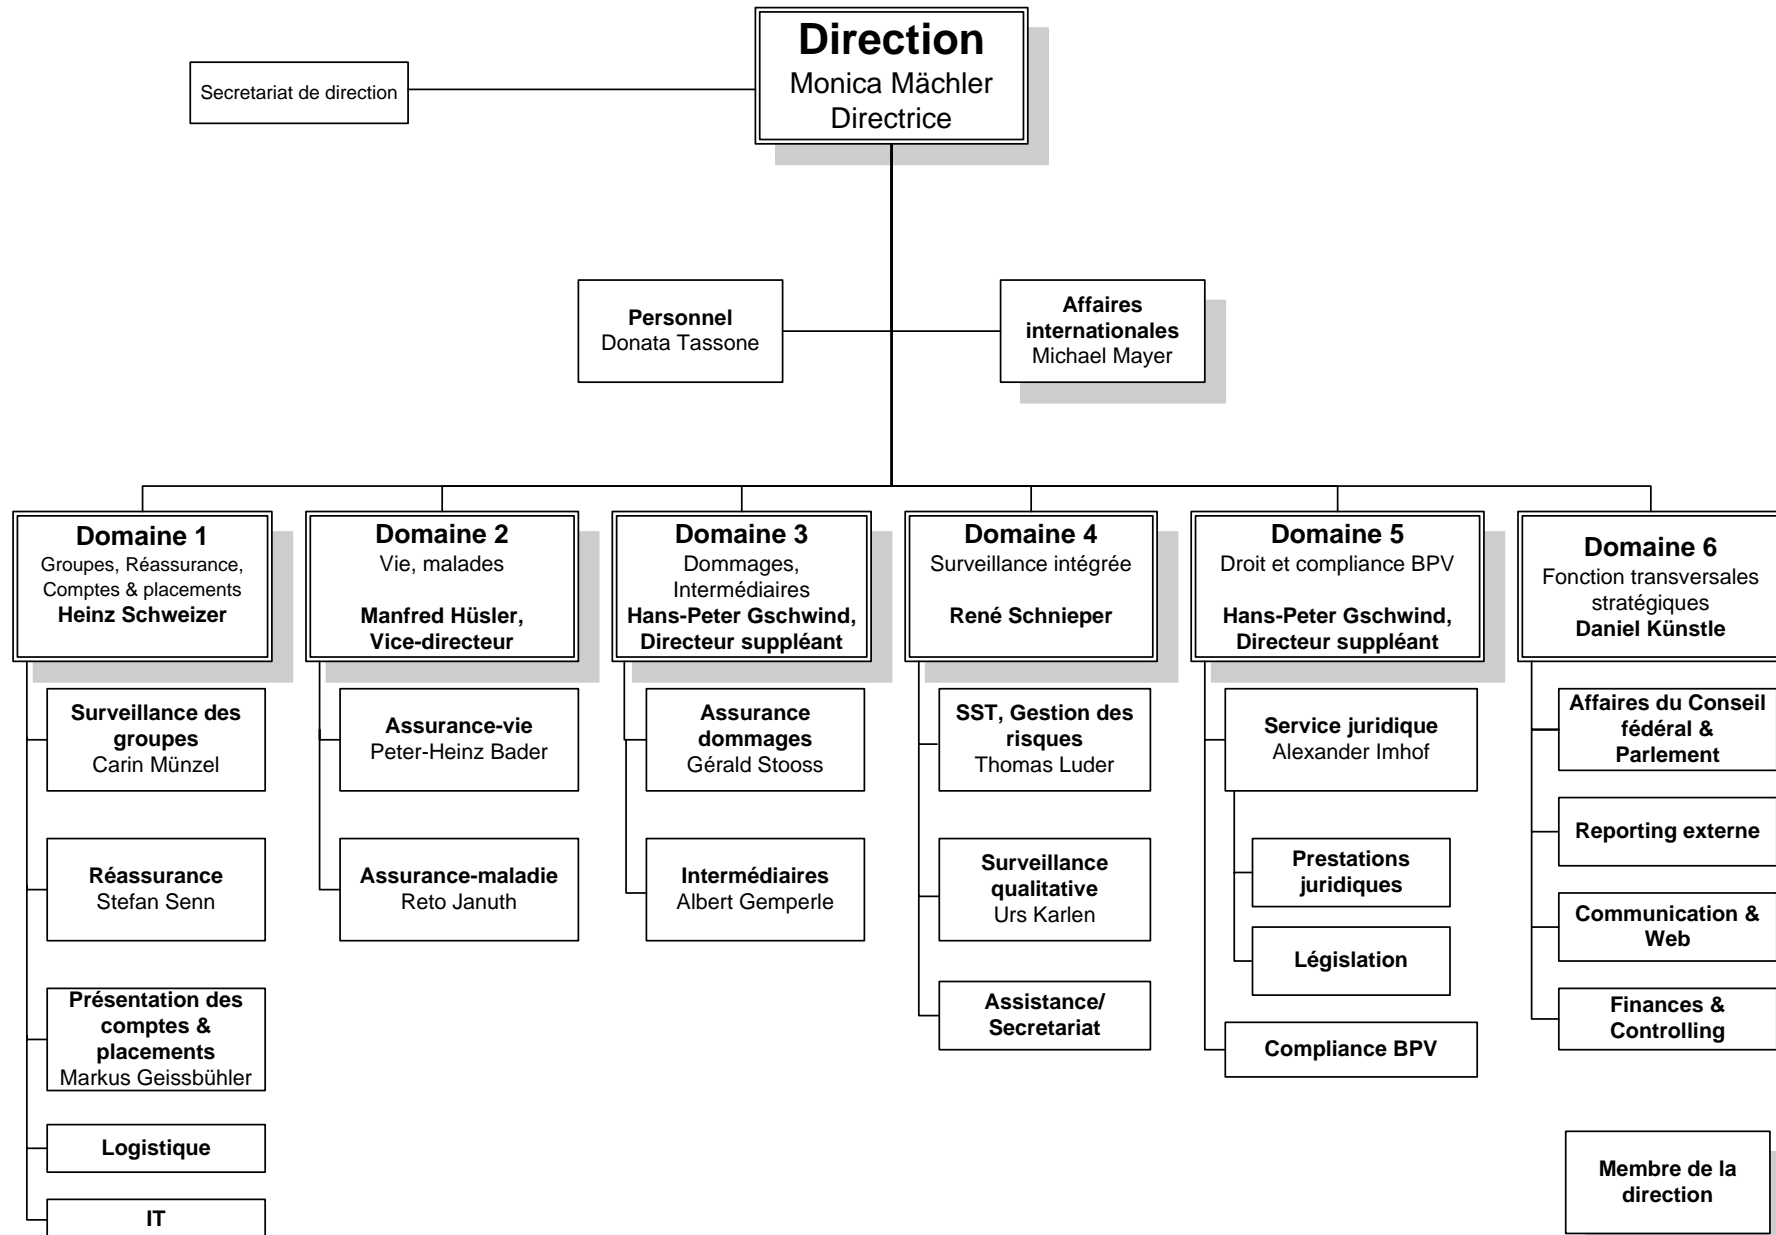 Direction
Monica Mächler
Directrice
Secretariat de direction
Personnel
Donata Tassone
Affaires
internationales
Michael Mayer
Domaine 1
Groupes, Réassurance,
Comptes & placements
Heinz Schweizer
Domaine 2
Vie, malades
Manfred Hüsler,
Vice-directeur
Domaine 3
Dommages,
Intermédiaires
Hans-Peter Gschwind,
Directeur suppléant
Domaine 4
Surveillance intégrée
René Schnieper
Domaine 5
Droit et compliance BPV
Hans-Peter Gschwind,
Directeur suppléant
Domaine 6
Fonction transversales
stratégiques
Daniel Künstle
Surveillance des
groupes
Carin Münzel
Réassurance
Stefan Senn
Présentation des
comptes &
placements
Markus Geissbühler
Logistique
IT
Assurance-vie
Peter-Heinz Bader
Assurance-maladie
Reto Januth
Assurance
dommages
Gérald Stooss
Intermédiaires
Albert Gemperle
SST, Gestion des
risques
Thomas Luder
Surveillance
qualitative
Urs Karlen
Assistance/
Secretariat
Service juridique
Alexander Imhof
Prestations
juridiques
Législation
Compliance BPV
Affaires du Conseil
fédéral &
Parlement
Reporting externe
Communication &
Web
Finances &
Controlling
Membre de la
direction